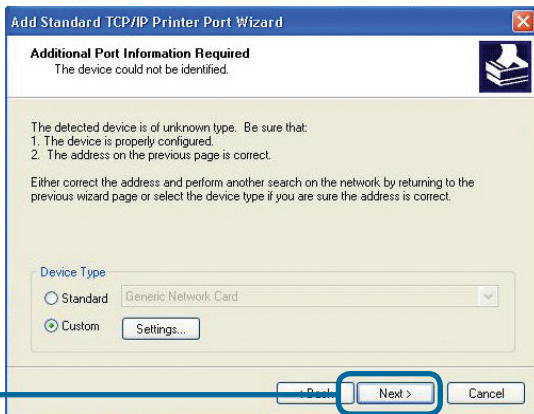 Add Standard TCP/IP Printer Port Wizard
Additional Port Information Required
The device could not be identified.
The detected device is of unknown type. Be sure that:
1. The device is properly configured.
2. The address on the previous page is correct.
Either correct the address and perform another search on the network by returning to the
previous wizard page or select the device type if you are sure the address is correct.
Device Type
Standard Generic Network Card
Custom Settings...
< Back Next > Cancel